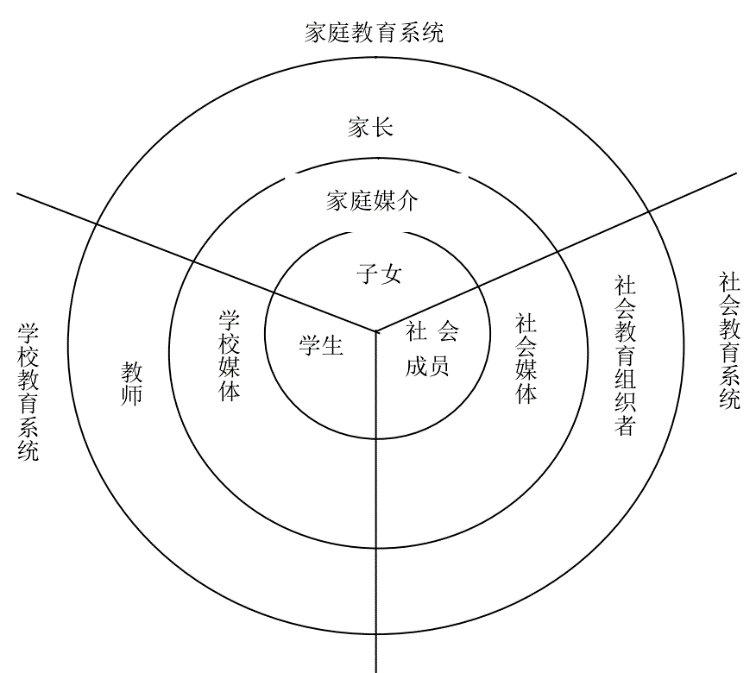 家庭教育系统
家长
家庭媒介
子女
学校教育系统
教师
学校媒体
学生
社 会
成员
社会媒体
社会教育组织者
社会教育系统